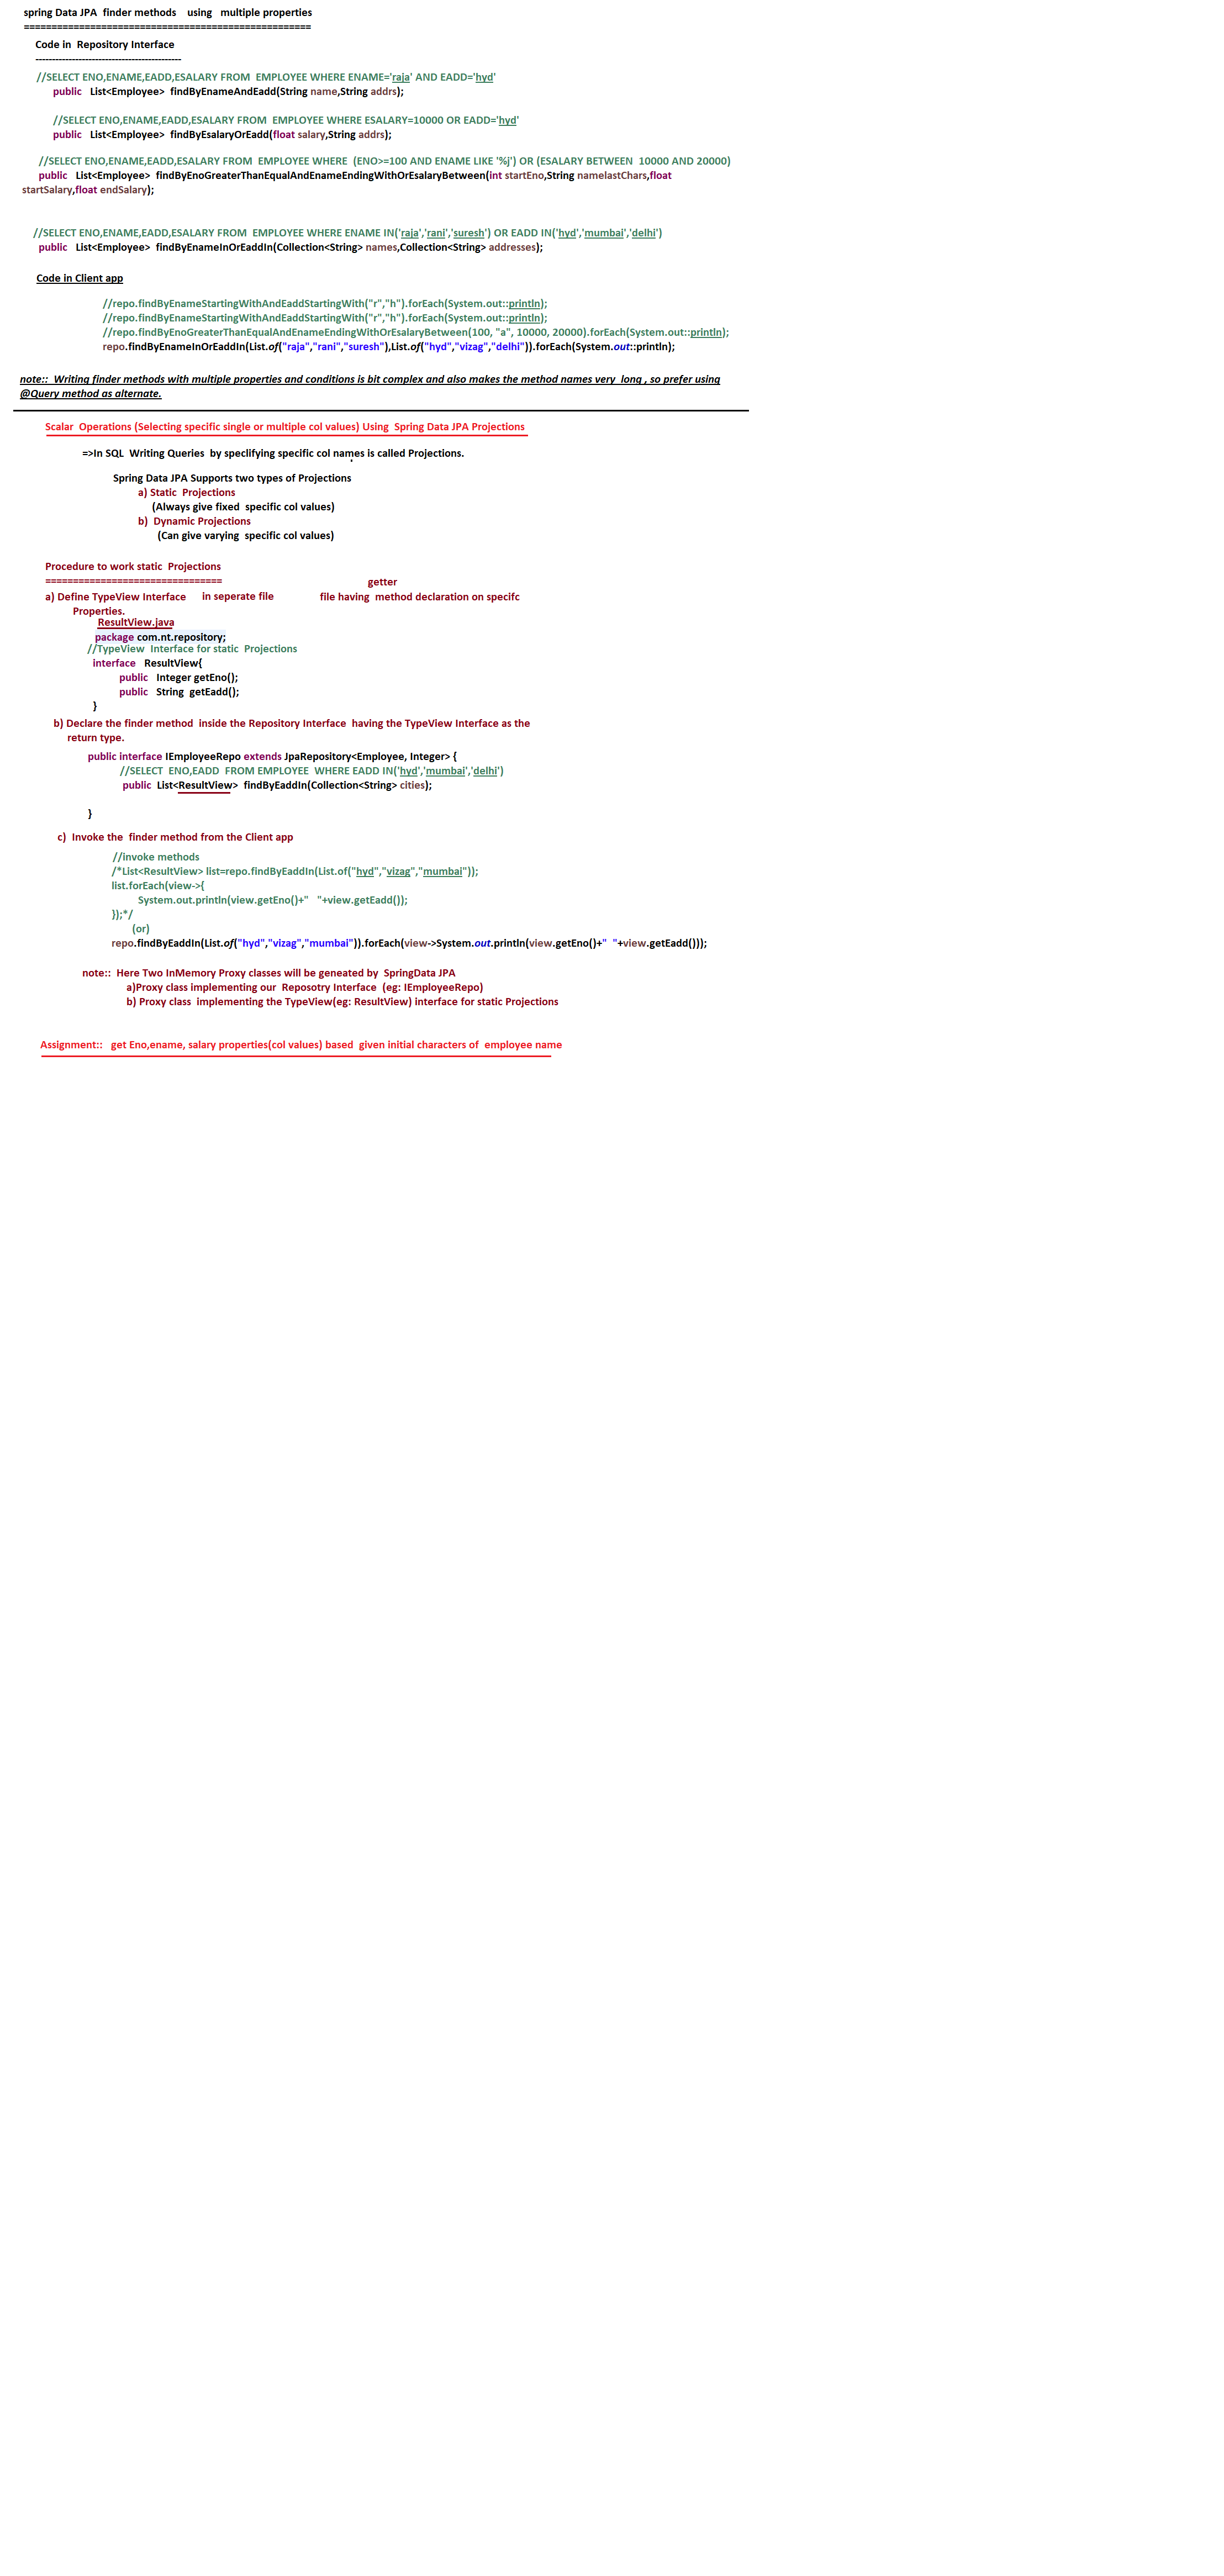 spring Data JPA  finder methods    using   multiple properties
====================================================
Code in  Repository Interface
--------------------------------------------
//SELECT ENO,ENAME,EADD,ESALARY FROM  EMPLOYEE WHERE ENAME='raja' AND EADD='hyd'
public   List<Employee>  findByEnameAndEadd(String name,String addrs);
//SELECT ENO,ENAME,EADD,ESALARY FROM  EMPLOYEE WHERE ESALARY=10000 OR EADD='hyd'
public   List<Employee>  findByEsalaryOrEadd(float salary,String addrs);
//SELECT ENO,ENAME,EADD,ESALARY FROM  EMPLOYEE WHERE  (ENO>=100 AND ENAME LIKE '%j') OR (ESALARY BETWEEN  10000 AND 20000)
public   List<Employee>  findByEnoGreaterThanEqualAndEnameEndingWithOrEsalaryBetween(int startEno,String namelastChars,float
startSalary,float endSalary);
//SELECT ENO,ENAME,EADD,ESALARY FROM  EMPLOYEE WHERE ENAME IN('raja','rani','suresh') OR EADD IN('hyd','mumbai','delhi')
public   List<Employee>  findByEnameInOrEaddIn(Collection<String> names,Collection<String> addresses);
Code in Client app
//repo.findByEnameStartingWithAndEaddStartingWith("r","h").forEach(System.out::println);
//repo.findByEnameStartingWithAndEaddStartingWith("r","h").forEach(System.out::println);
//repo.findByEnoGreaterThanEqualAndEnameEndingWithOrEsalaryBetween(100, "a", 10000, 20000).forEach(System.out::println);
repo.findByEnameInOrEaddIn(List.of("raja","rani","suresh"),List.of("hyd","vizag","delhi")).forEach(System.out::println);
note::  Writing finder methods with multiple properties and conditions is bit complex and also makes the method names very  long , so prefer using
@Query method as alternate.
Scalar  Operations (Selecting specific single or multiple col values) Using  Spring Data JPA Projections
=>In SQL  Writing Queries  by speclifying specific col names is called Projections.
Spring Data JPA Supports two types of Projections
a) Static  Projections
(Always give fixed  specific col values)
b)  Dynamic Projections
(Can give varying  specific col values)
Procedure to work static  Projections
================================
getter
a) Define TypeView Interface     in seperate file     file having  method declaration on specifc
Properties.
ResultView.java
package com.nt.repository;
//TypeView  Interface for static  Projections
interface   ResultView{
public   Integer getEno();
public   String  getEadd();
}
b) Declare the finder method  inside the Repository Interface  having the TypeView Interface as the
return type.
public interface IEmployeeRepo extends JpaRepository<Employee, Integer> {
//SELECT  ENO,EADD  FROM EMPLOYEE  WHERE EADD IN('hyd','mumbai','delhi')
public  List<ResultView>  findByEaddIn(Collection<String> cities);
}
c)  Invoke the  finder method from the Client app
//invoke methods
/*List<ResultView> list=repo.findByEaddIn(List.of("hyd","vizag","mumbai"));
list.forEach(view->{
System.out.println(view.getEno()+"   "+view.getEadd());
});*/
(or)
repo.findByEaddIn(List.of("hyd","vizag","mumbai")).forEach(view->System.out.println(view.getEno()+"  "+view.getEadd()));
note::  Here Two InMemory Proxy classes will be geneated by  SpringData JPA
a)Proxy class implementing our  Reposotry Interface  (eg: IEmployeeRepo)
b) Proxy class  implementing the TypeView(eg: ResultView) interface for static Projections
Assignment::   get Eno,ename, salary properties(col values) based  given initial characters of  employee name